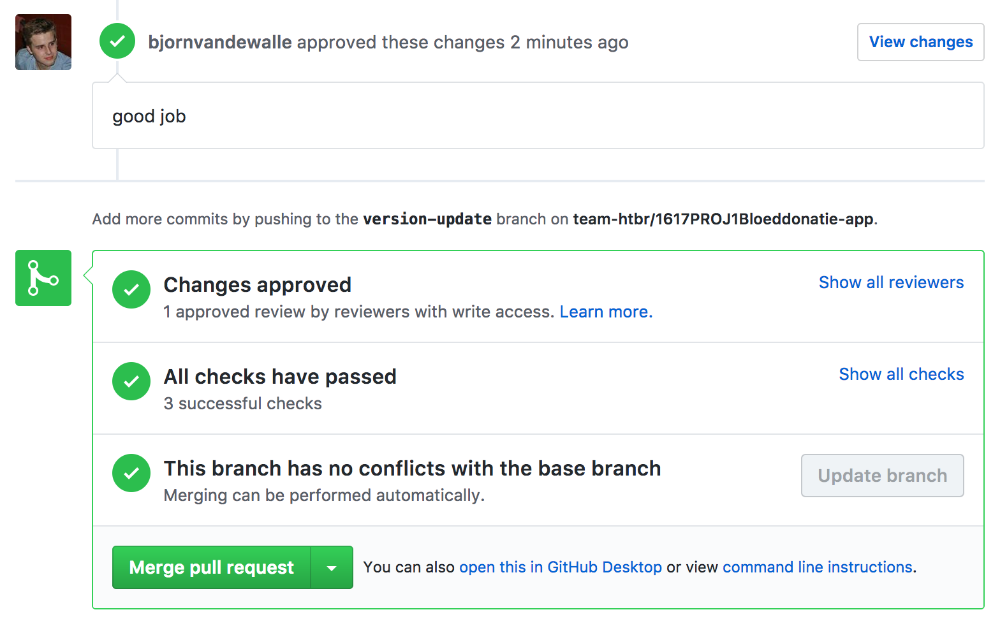 bjornvandewalle approved these changes 2 minutes ago
View changes
good job
Add more commits by pushing to the version-update branch on team-htbr/1617PROJ1Bloeddonatie-app.
Changes approved
Show all reviewers
1 approved review by reviewers with write access. Learn more.
All checks have passed
Show all checks
3 successful checks
This branch has no conflicts with the base branch
Update branch
Merging can be performed automatically.
Merge pull request
You can also open this in GitHub Desktop or view command line instructions.